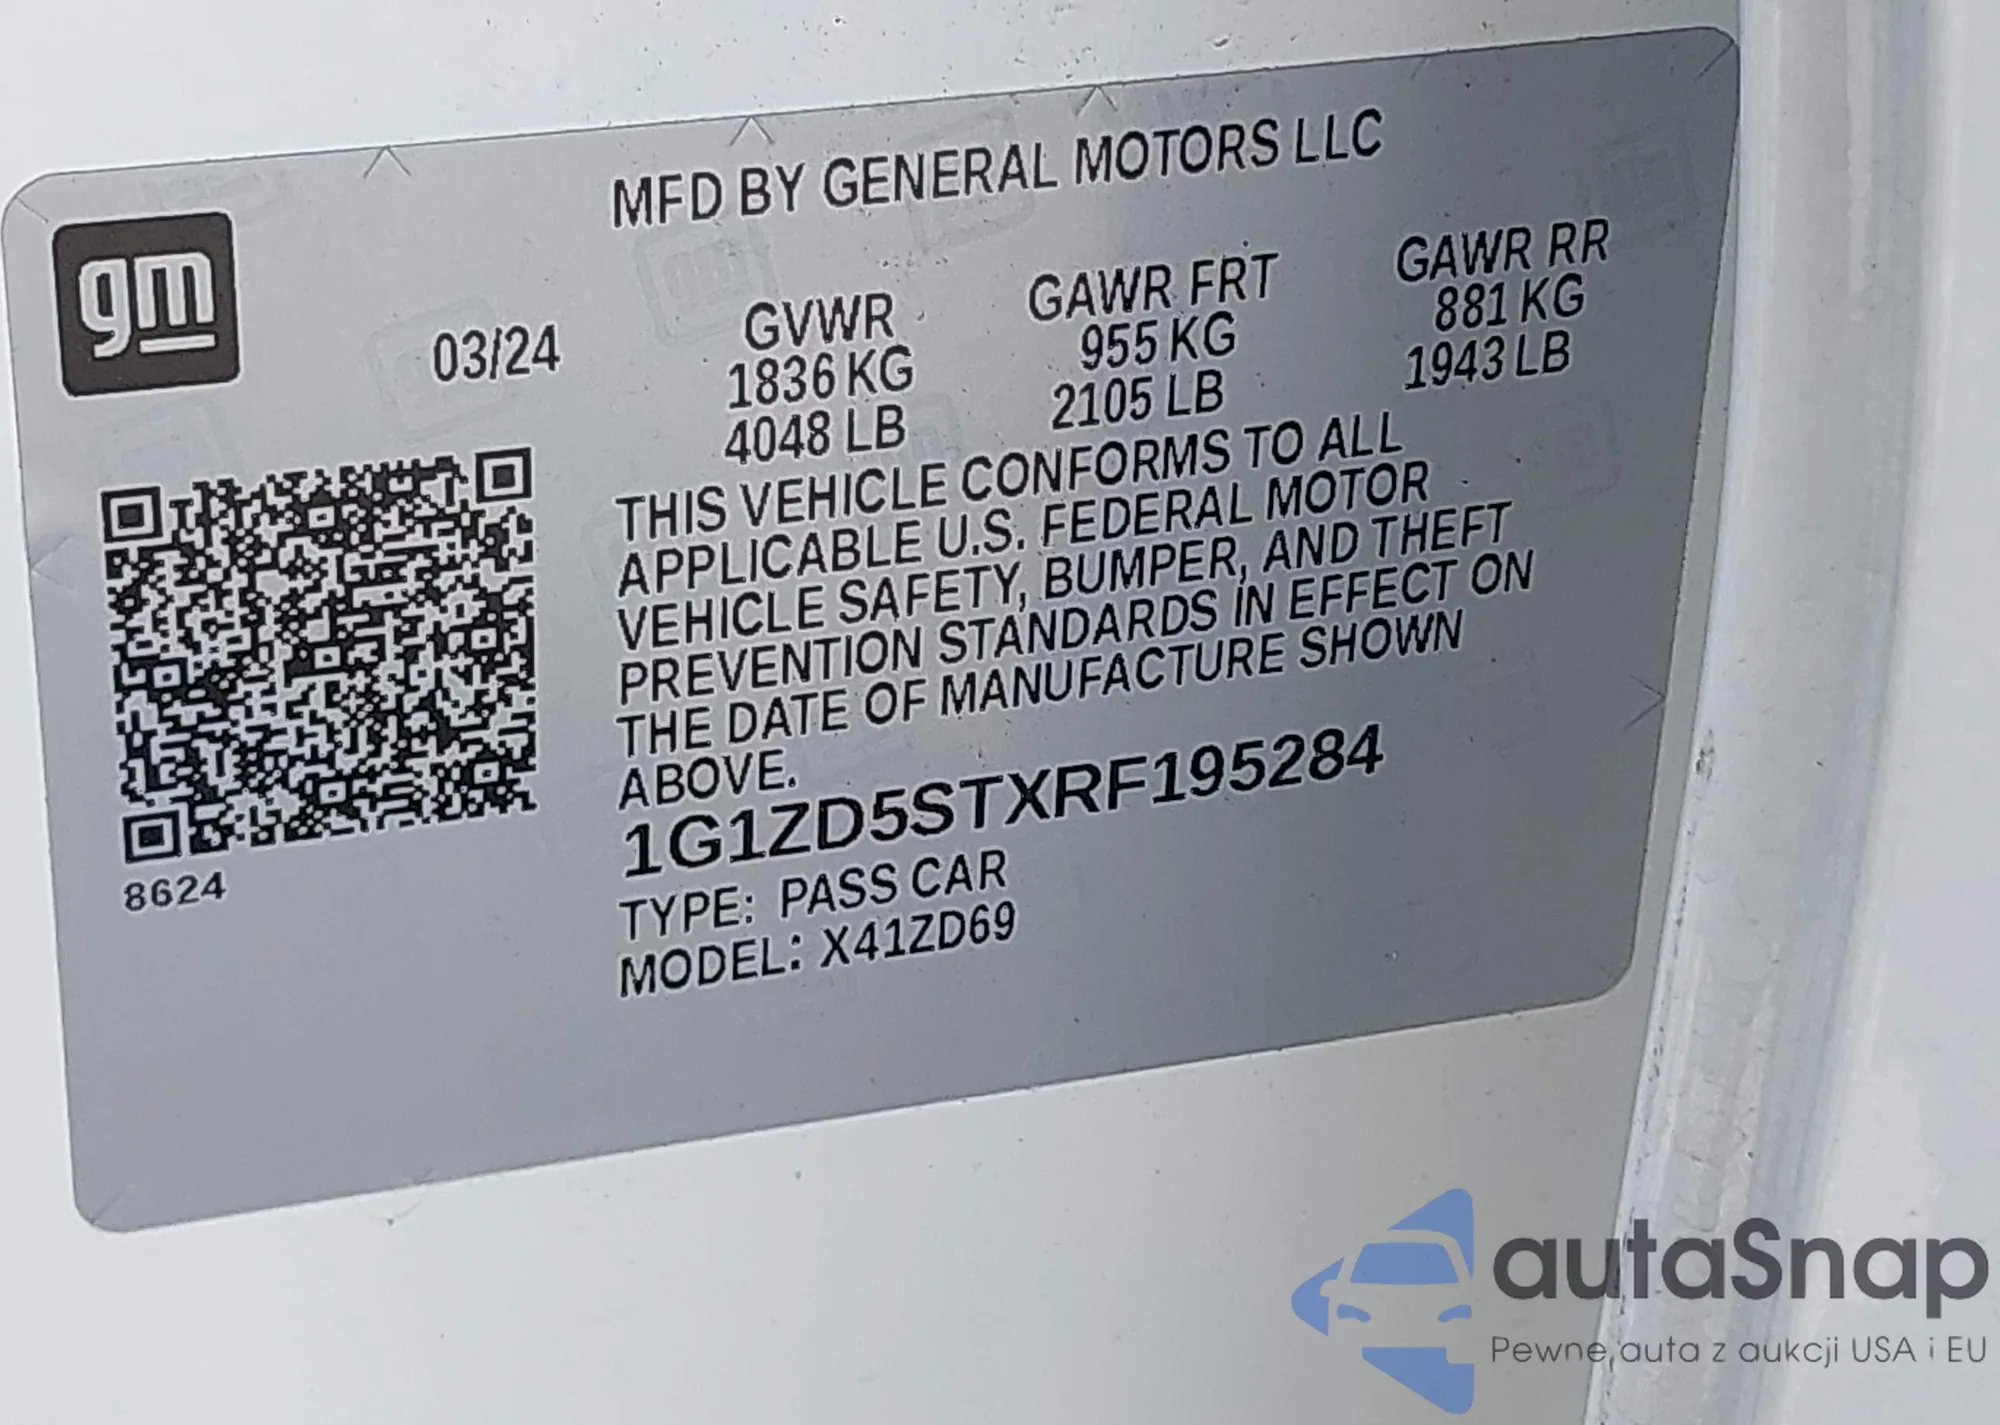 gm
MFD BY GENERAL MOTORS LLC
03/24
GVWR
1836 KG
4048 LB
GAWR FRT
955 KG
2105 LB
GAWR RR
881 KG
1943 LB
THIS VEHICLE CONFORMS TO ALL
APPLICABLE U.S. FEDERAL MOTOR
VEHICLE SAFETY, BUMPER, AND THEFT
PREVENTION STANDARDS IN EFFECT ON
THE DATE OF MANUFACTURE SHOWN
ABOVE.
1G1ZD5STXRF195284
TYPE: PASS CAR
MODEL: X41ZD69
8624
autaSnap
Pewne auta z aukcji USA i EU